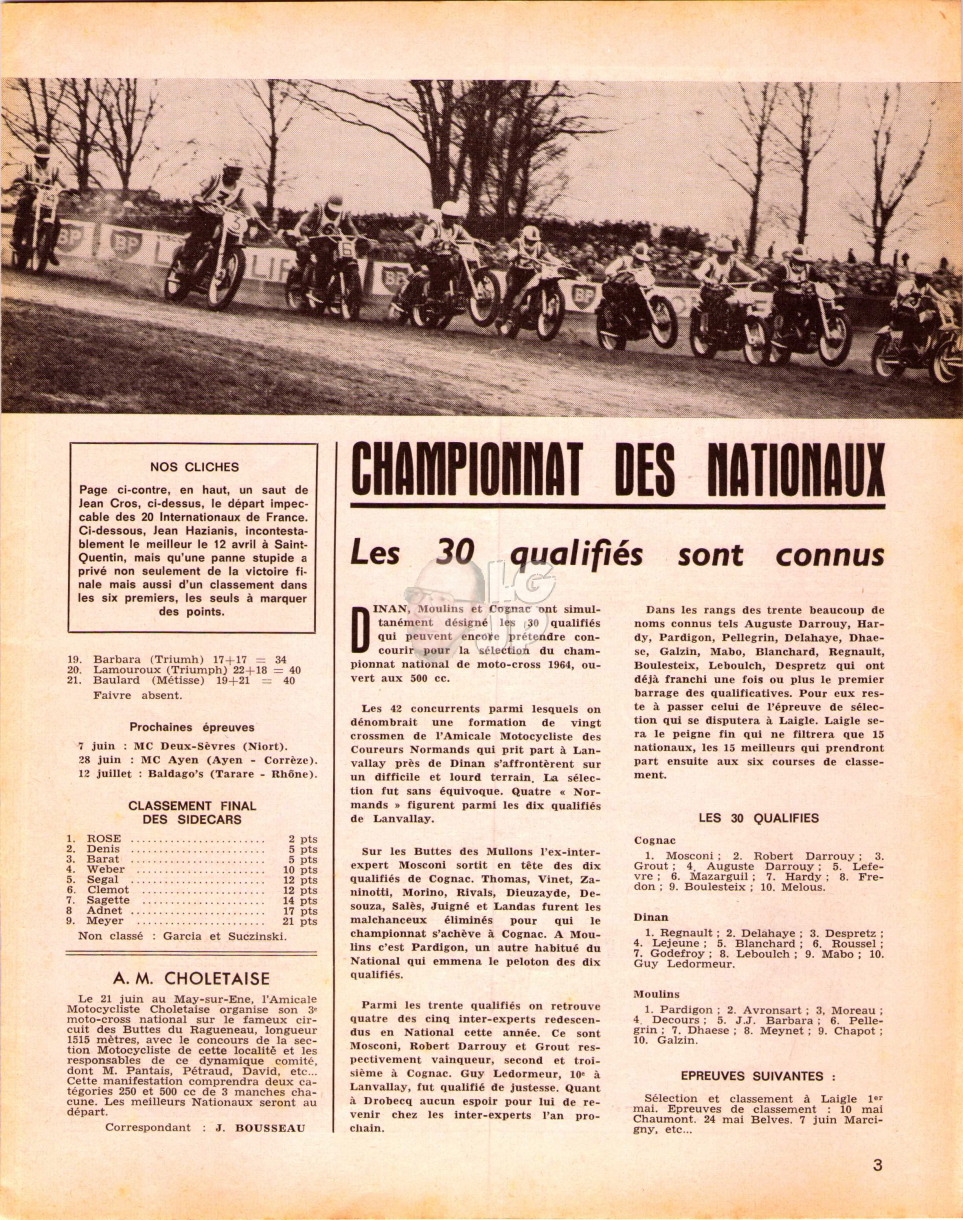 BP
BP
BP
BP
6
NOS CLICHES
Page ci-contre, en haut, un saut de
Jean Cros, ci-dessus, le départ impec-
cable des 20 Internationaux de France.
Ci-dessous, Jean Hazianis, incontesta-
blement le meilleur le 12 avril à Saint-
Quentin, mais qu'une panne stupide a
privé non seulement de la victoire fi-
nale mais aussi d'un classement dans
les six premiers, les seuls à marquer
des points.
19. Barbara (Triumh) 17+17 = 34
20. Lamouroux (Triumph) 22+18 = 40
21. Baulard (Métisse) 19+21 = 40
Faivre absent.
Prochaines épreuves
7 juin : MC Deux-Sèvres (Niort).
28 juin : MC Ayen (Ayen - Corrèze).
12 juillet : Baldago's (Tarare - Rhône).
CLASSEMENT FINAL
DES SIDECARS
1. ROSE ........................ 2 pts
2. Denis ........................ 5 pts
3. Barat ........................ 5 pts
4. Weber ........................ 10 pts
5. Segal ........................ 12 pts
6. Clemot ........................ 12 pts
7. Sagette ...................... 14 pts
8 Adnet ........................ 17 pts
9. Meyer ....................... 21 pts
Non classé : Garcia et Suczinski.
A. M. CHOLETAISE
Le 21 juin au May-sur-Ene, l'Amicale
Motocycliste Choletaise organise son 3e
moto-cross national sur le fameux cir-
cuit des Buttes du Ragueneau, longueur
1515 mètres, avec le concours de la sec-
tion Motocycliste de cette localité et les
responsables de ce dynamique comité,
dont M. Pantais, Pétraud, David, etc...
Cette manifestation comprendra deux ca-
tégories 250 et 500 cc de 3 manches cha-
cune. Les meilleurs Nationaux seront au
départ.
Correspondant : J. BOUSSEAU
CHAMPIONNAT DES NATIONAUX
Les 30 qualifiés sont connus
DINAN, Moulins et Cognac ont simul-
tanément désigné les 30 qualifiés
qui peuvent encore prétendre con-
courir pour la sélection du cham-
pionnat national de moto-cross 1964, ou-
vert aux 500 cc.
Les 42 concurrents parmi lesquels on
dénombrait une formation de vingt
crossmen de l'Amicale Motocycliste des
Coureurs Normands qui prit part à Lan-
vallay près de Dinan s'affrontèrent sur
un difficile et lourd terrain. La sélec-
tion fut sans équivoque. Quatre « Nor-
mands » figurent parmi les dix qualifiés
de Lanvallay.
Sur les Buttes des Mullons l'ex-inter-
expert Mosconi sortit en tête des dix
qualifiés de Cognac. Thomas, Vinet, Za-
ninotti, Morino, Rivals, Dieuzayde, De-
souza, Salès, Juigné et Landas furent les
malchanceux éliminés pour qui le
championnat s'achève à Cognac. A Mou-
lins c'est Pardigon, un autre habitué du
National qui emmena le peloton des dix
qualifiés.
Parmi les trente qualifiés on retrouve
quatre des cinq inter-experts redescen-
dus en National cette année. Ce sont
Mosconi, Robert Darrouy et Grout res-
pectivement vainqueur, second et troi-
sième à Cognac. Guy Ledormeur, 10e à
Lanvallay, fut qualifié de justesse. Quant
à Drobecq aucun espoir pour lui de re-
venir chez les inter-experts l'an pro-
chain.
Dans les rangs des trente beaucoup de
noms connus tels Auguste Darrouy, Har-
dy, Pardigon, Pellegrin, Delahaye, Dhae-
se, Galzin, Mabo, Blanchard, Regnault,
Boulesteix, Leboulch, Despretz qui ont
déjà franchi une fois ou plus le premier
barrage des qualificatives. Pour eux res-
te à passer celui de l'épreuve de sélec-
tion qui se disputera à Laigle. Laigle se-
ra le peigne fin qui ne filtrera que 15
nationaux, les 15 meilleurs qui prendront
part ensuite aux six courses de classe-
ment.
LES 30 QUALIFIES
Cognac
1. Mosconi ; 2. Robert Darrouy ; 3.
Grout ; 4. Auguste Darrouy ; 5. Lefe-
vre ; 6. Mazarguil ; 7. Hardy ; 8. Fre-
don ; 9. Boulesteix ; 10. Melous.
Dinan
1. Regnault ; 2. Delahaye ; 3. Despretz ;
4. Lejeune ; 5. Blanchard ; 6. Roussel ;
7. Godefroy ; 8. Leboulch ; 9. Mabo ; 10.
Guy Ledormeur.
Moulins
1. Pardigon ; 2. Avronsart ; 3, Moreau ;
4. Decours ; 5. J.J. Barbara ; 6. Pelle-
grin ; 7. Dhaese ; 8. Meynet ; 9. Chapot ;
10. Galzin.
EPREUVES SUIVANTES :
Sélection et classement à Laigle 1er
mai. Epreuves de classement : 10 mai
Chaumont. 24 mai Belves. 7 juin Marci-
gny, etc...
3